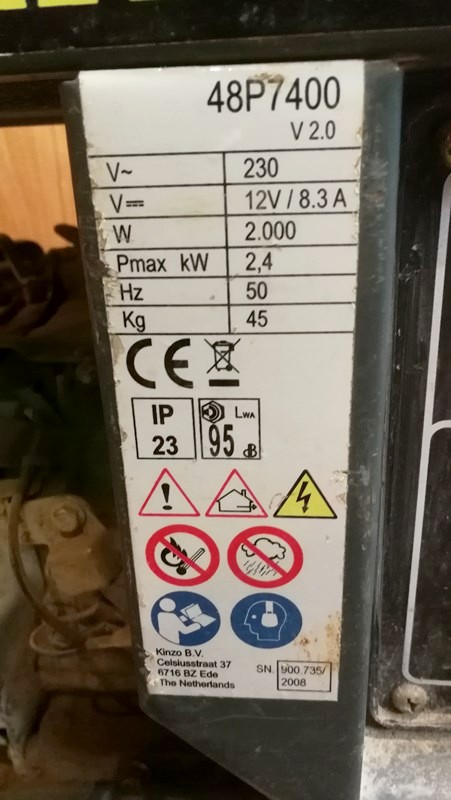 48P7400
V 2.0
V~ 230
V⎓ 12V / 8.3 A
W 2.000
Pmax kW 2,4
Hz 50
Kg 45
CE
IP 23
LWA 95 dB
Kinzo B.V.
Celsiusstraat 37
6716 BZ Ede
The Netherlands
SN. 900.735/
2008